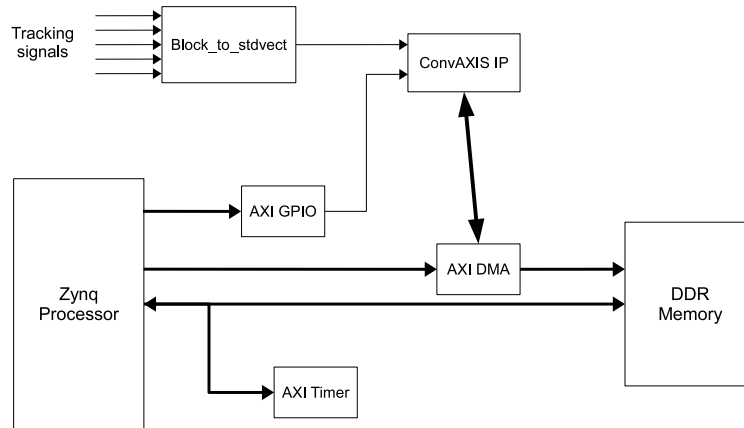 Tracking
signals
Block_to_stdvect
ConvAXIS IP
AXI GPIO
Zynq
Processor
AXI DMA
DDR
Memory
AXI Timer